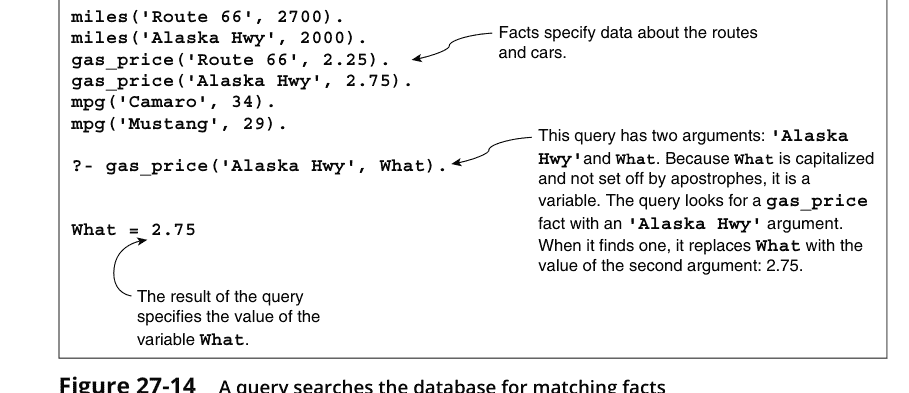 miles('Route 66', 2700).
miles('Alaska Hwy', 2000).
gas_price('Route 66', 2.25).
gas_price('Alaska Hwy', 2.75).
mpg('Camaro', 34).
mpg('Mustang', 29).
Facts specify data about the routes
and cars.
?- gas_price('Alaska Hwy', What).
This query has two arguments: 'Alaska
Hwy'and What. Because What is capitalized
and not set off by apostrophes, it is a
variable. The query looks for a gas_price
fact with an 'Alaska Hwy' argument.
When it finds one, it replaces What with the
value of the second argument: 2.75.
What = 2.75
The result of the query
specifies the value of the
variable What.
Figure 27-14 A query searches the database for matching facts